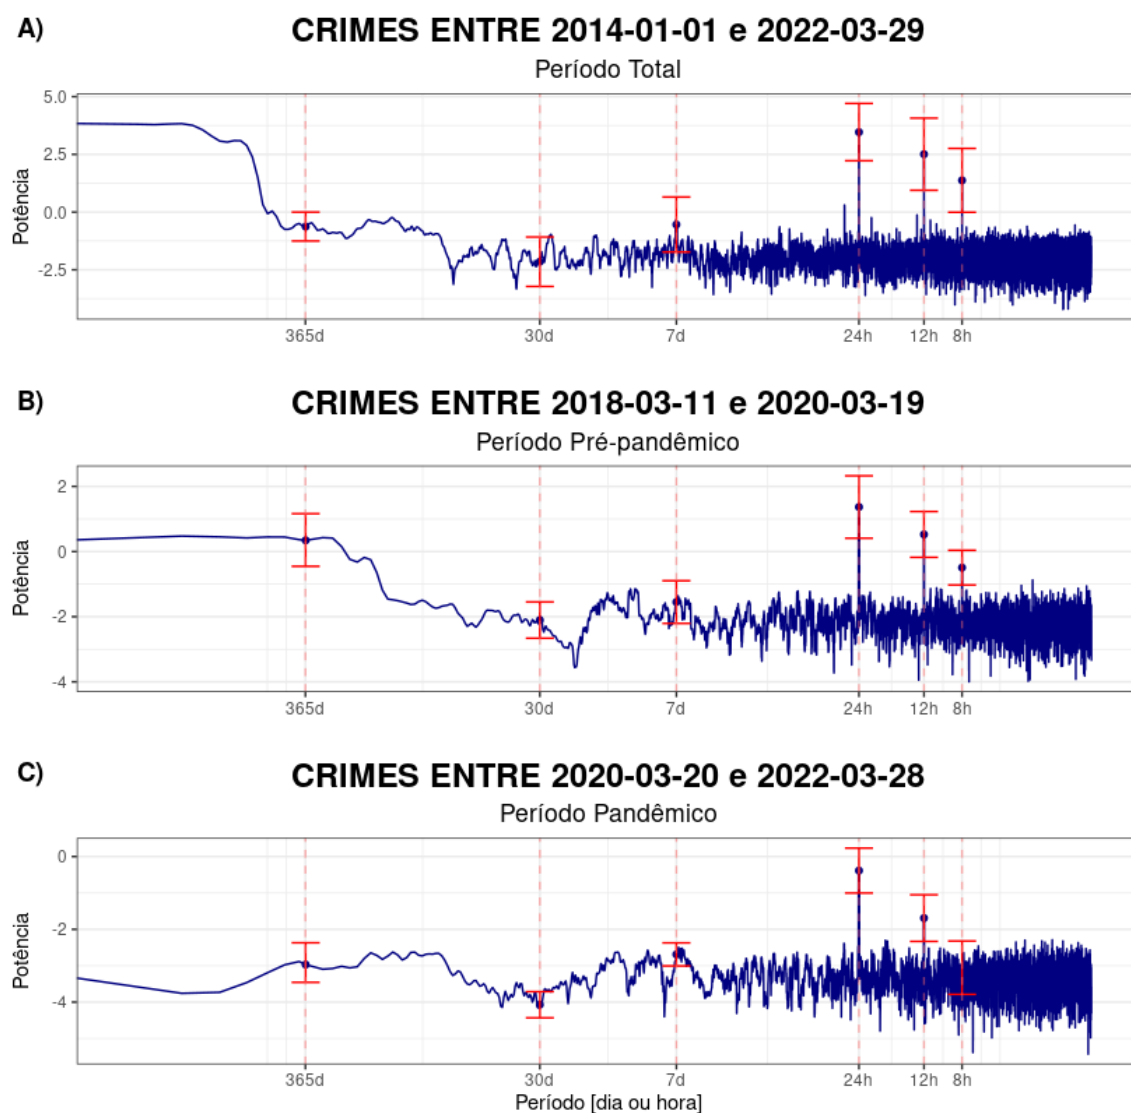 A)
CRIMES ENTRE 2014-01-01 e 2022-03-29
Período Total
Potência
5.0
2.5
0.0
-2.5
365d 30d 7d 24h 12h 8h
B)
CRIMES ENTRE 2018-03-11 e 2020-03-19
Período Pré-pandêmico
Potência
2
0
-2
-4
365d 30d 7d 24h 12h 8h
C)
CRIMES ENTRE 2020-03-20 e 2022-03-28
Período Pandêmico
Potência
0
-2
-4
365d 30d 7d 24h 12h 8h
Período [dia ou hora]